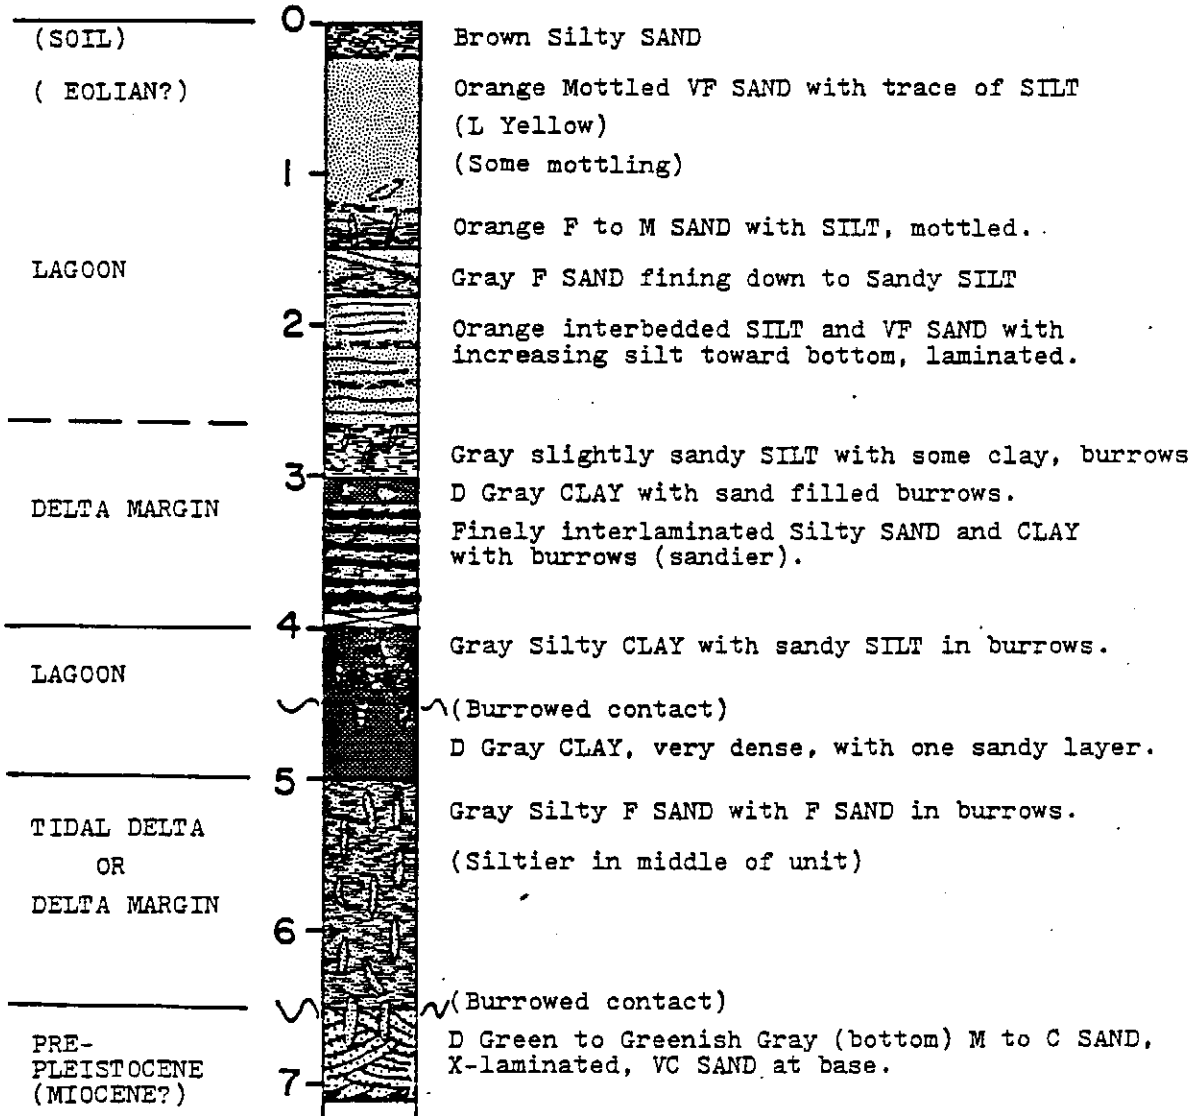 0
(SOIL)
Brown Silty SAND
( EOLIAN?)
Orange Mottled VF SAND with trace of SILT
(L Yellow)
(Some mottling)
1
Orange F to M SAND with SILT, mottled.
LAGOON
Gray F SAND fining down to Sandy SILT
2
Orange interbedded SILT and VF SAND with
increasing silt toward bottom, laminated.
Gray slightly sandy SILT with some clay, burrows
3
D Gray CLAY with sand filled burrows.
DELTA MARGIN
Finely interlaminated Silty SAND and CLAY
with burrows (sandier).
4
Gray Silty CLAY with sandy SILT in burrows.
LAGOON
(Burrowed contact)
D Gray CLAY, very dense, with one sandy layer.
5
Gray Silty F SAND with F SAND in burrows.
TIDAL DELTA
OR
DELTA MARGIN
(Siltier in middle of unit)
6
(Burrowed contact)
D Green to Greenish Gray (bottom) M to C SAND,
X-laminated, VC SAND at base.
PRE-
PLEISTOCENE
(MIOCENE?)
7